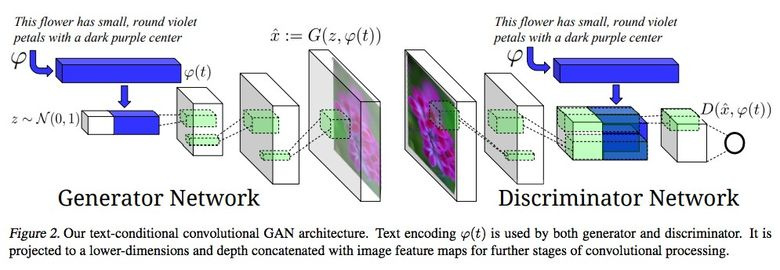 This flower has small, round violet
petals with a dark purple center
φ
φ(t)
z ~ 𝒩(0, 1)
x̂ := G(z, φ(t))
Generator Network
This flower has small, round violet
petals with a dark purple center
φ
D(x̂, φ(t))
Discriminator Network
Figure 2. Our text-conditional convolutional GAN architecture. Text encoding φ(t) is used by both generator and discriminator. It is
projected to a lower-dimensions and depth concatenated with image feature maps for further stages of convolutional processing.